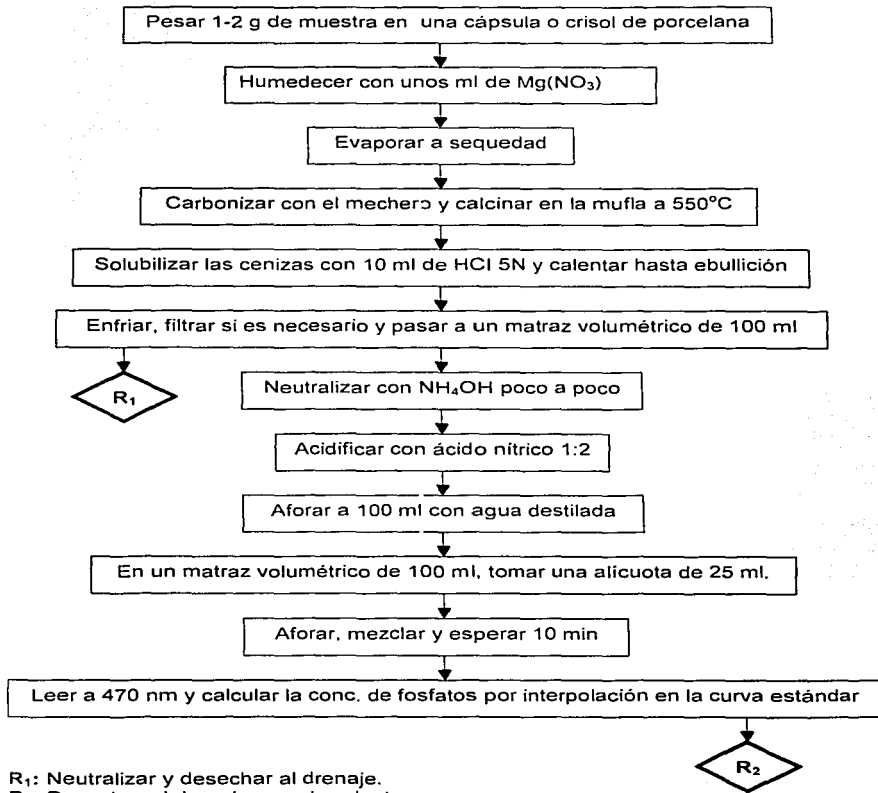 Pesar 1-2 g de muestra en una cápsula o crisol de porcelana
Humedecer con unos ml de Mg(NO₃)
Evaporar a sequedad
Carbonizar con el mechero y calcinar en la mufla a 550°C
Solubilizar las cenizas con 10 ml de HCl 5N y calentar hasta ebullición
Enfriar, filtrar si es necesario y pasar a un matraz volumétrico de 100 ml
R₁
Neutralizar con NH₄OH poco a poco
Acidificar con ácido nítrico 1:2
Aforar a 100 ml con agua destilada
En un matraz volumétrico de 100 ml, tomar una alícuota de 25 ml.
Aforar, mezclar y esperar 10 min
Leer a 470 nm y calcular la conc. de fosfatos por interpolación en la curva estándar
R₂
R₁: Neutralizar y desechar al drenaje.